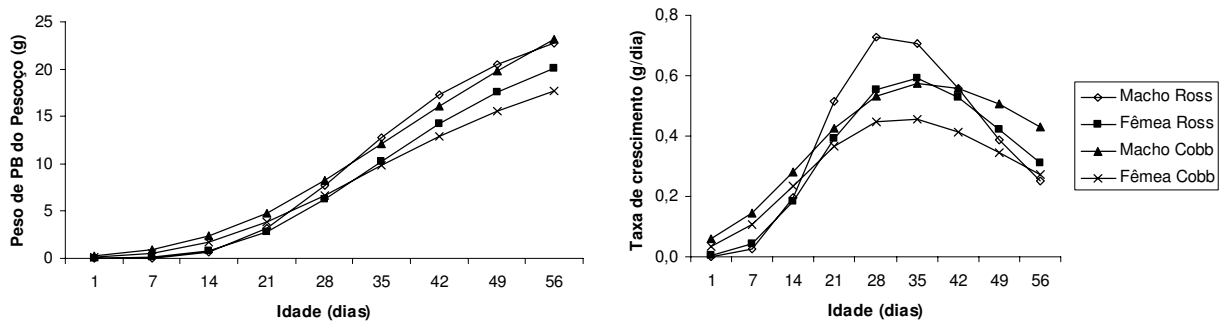 Peso de PB do Pescoço (g)
25
20
15
10
5
0
1 7 14 21 28 35 42 49 56
Idade (dias)
Taxa de crescimento (g/dia)
0,8
0,6
0,4
0,2
0,0
1 7 14 21 28 35 42 49 56
Idade (dias)
Macho Ross
Fêmea Ross
Macho Cobb
Fêmea Cobb